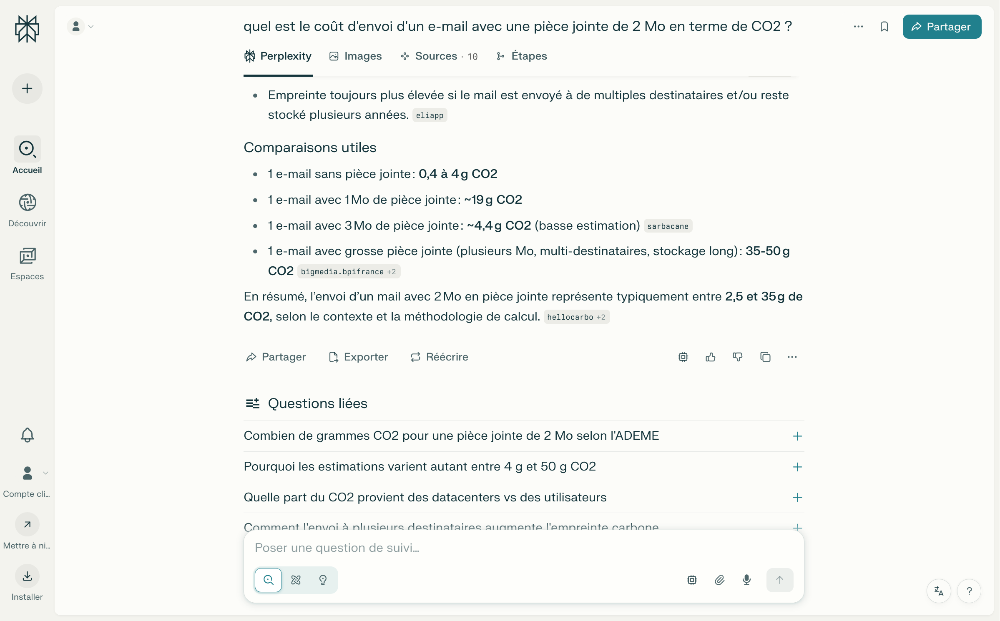 quel est le coût d'envoi d'un e-mail avec une pièce jointe de 2 Mo en terme de CO2 ?
Partager
Perplexity
Images
Sources · 10
Étapes
Empreinte toujours plus élevée si le mail est envoyé à de multiples destinataires et/ou reste
stocké plusieurs années. eliapp
Comparaisons utiles
1 e-mail sans pièce jointe : 0,4 à 4 g CO2
1 e-mail avec 1 Mo de pièce jointe : ~19 g CO2
1 e-mail avec 3 Mo de pièce jointe : ~4,4 g CO2 (basse estimation) sarbacane
1 e-mail avec grosse pièce jointe (plusieurs Mo, multi-destinataires, stockage long) : 35-50 g
CO2 bigmedia.bpifrance +2
En résumé, l’envoi d’un mail avec 2 Mo en pièce jointe représente typiquement entre 2,5 et 35 g de
CO2, selon le contexte et la méthodologie de calcul. hellocarbo +2
Partager
Exporter
Réécrire
Questions liées
Combien de grammes CO2 pour une pièce jointe de 2 Mo selon l'ADEME
Pourquoi les estimations varient autant entre 4 g et 50 g CO2
Quelle part du CO2 provient des datacenters vs des utilisateurs
Comment l'envoi à plusieurs destinataires augmente l'empreinte carbone
Poser une question de suivi…
Accueil
Découvrir
Espaces
Compte cli...
Mettre à ni...
Installer
?